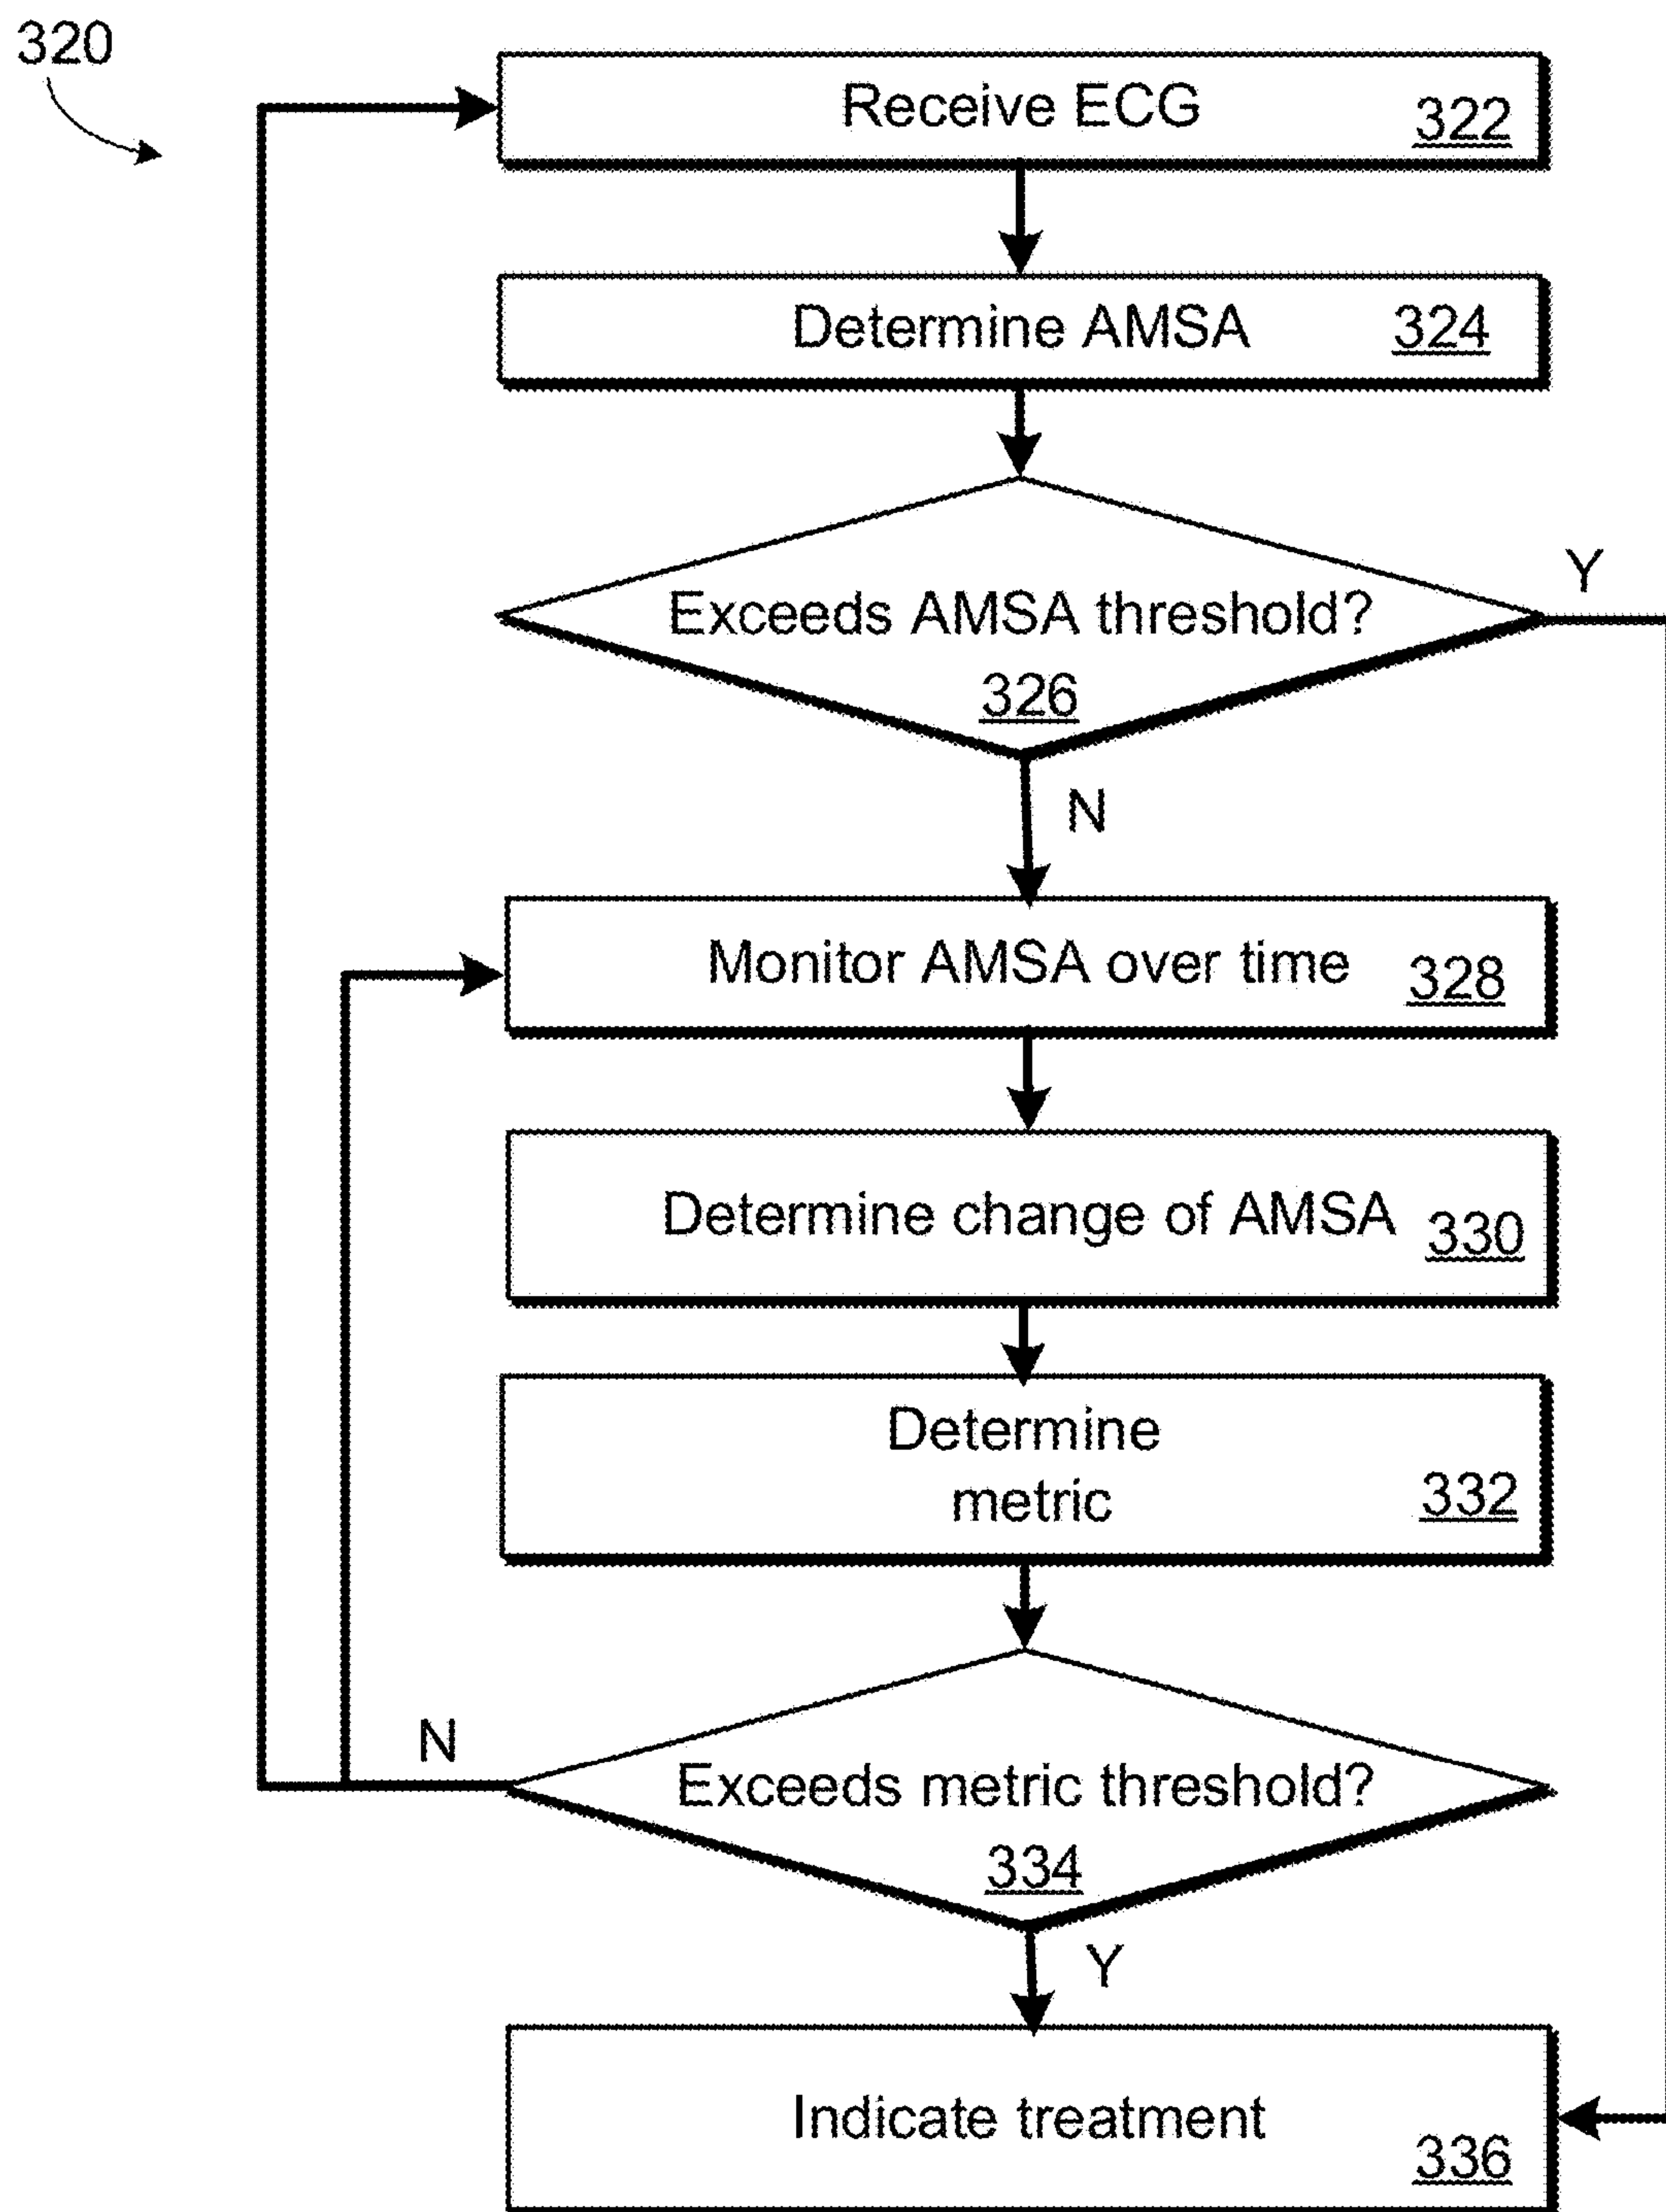 320
Receive ECG 322
Determine AMSA 324
Y
Exceeds AMSA threshold?
326
N
Monitor AMSA over time 328
Determine change of AMSA 330
Determine
metric 332
N
Exceeds metric threshold?
334
Y
Indicate treatment 336